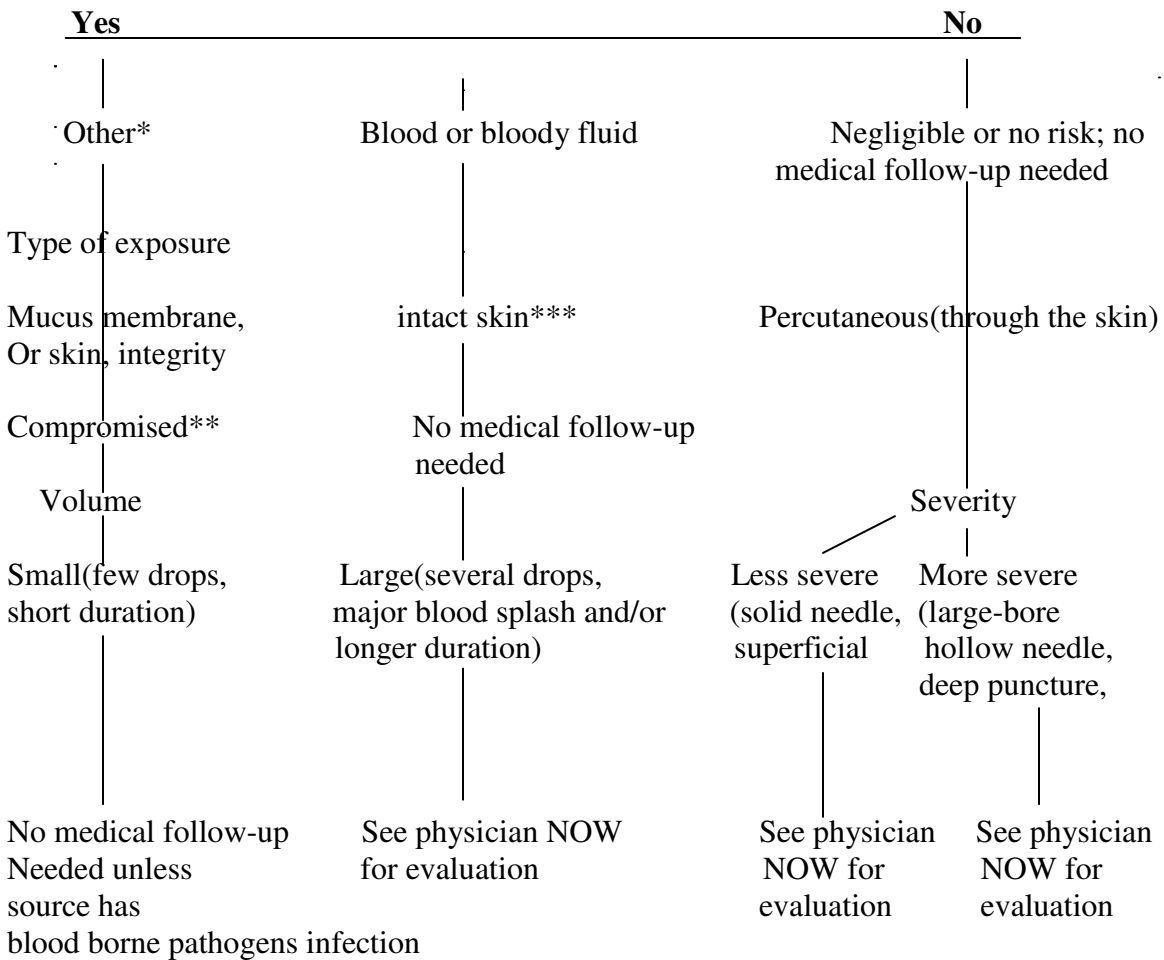 Yes No
Other* Blood or bloody fluid Negligible or no risk; no
medical follow-up needed
Type of exposure
Mucus membrane, intact skin*** Percutaneous(through the skin)
Or skin, integrity
Compromised** No medical follow-up
needed
Volume Severity
Small(few drops, Large(several drops, Less severe More severe
short duration) major blood splash and/or (solid needle, (large-bore
longer duration) superficial hollow needle,
deep puncture,
No medical follow-up See physician NOW See physician See physician
Needed unless for evaluation NOW for NOW for
source has evaluation evaluation
blood borne pathogens infection